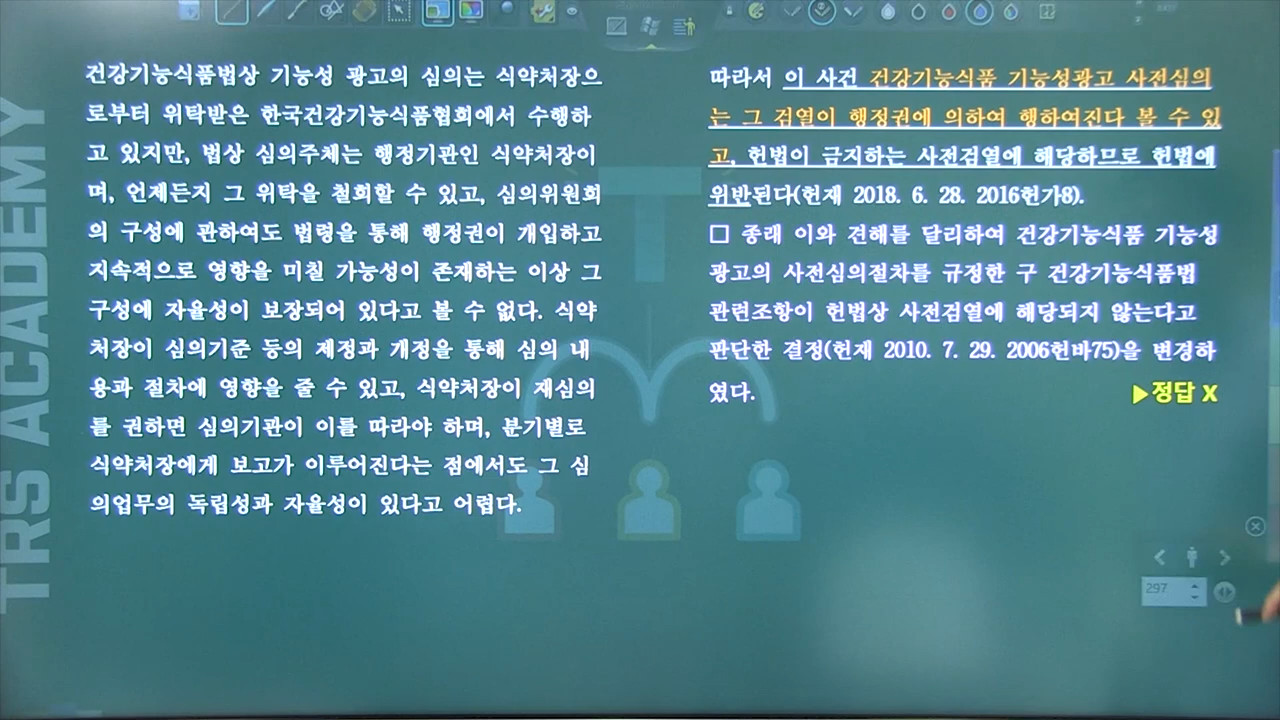 건강기능식품법상 기능성 광고의 심의는 식약처장으
로부터 위탁받은 한국건강기능식품협회에서 수행하
고 있지만, 법상 심의주체는 행정기관인 식약처장이
며, 언제든지 그 위탁을 철회할 수 있고, 심의위원회
의 구성에 관하여도 법령을 통해 행정권이 개입하고
지속적으로 영향을 미칠 가능성이 존재하는 이상 그
구성에 자율성이 보장되어 있다고 볼 수 없다. 식약
처장이 심의기준 등의 제정과 개정을 통해 심의 내
용과 절차에 영향을 줄 수 있고, 식약처장이 재심의
를 권하면 심의기관이 이를 따라야 하며, 분기별로
식약처장에게 보고가 이루어진다는 점에서도 그 심
의업무의 독립성과 자율성이 있다고 어렵다.
따라서 이 사건 건강기능식품 기능성광고 사전심의
는 그 검열이 행정권에 의하여 행하여진다 볼 수 있
고, 헌법이 금지하는 사전검열에 해당하므로 헌법에
위반된다(헌재 2018. 6. 28. 2016헌가8).
□ 종래 이와 견해를 달리하여 건강기능식품 기능성
광고의 사전심의절차를 규정한 구 건강기능식품법
관련조항이 헌법상 사전검열에 해당되지 않는다고
판단한 결정(헌재 2010. 7. 29. 2006헌바75)을 변경하
였다.
▶정답 X
TRS ACADEMY
297